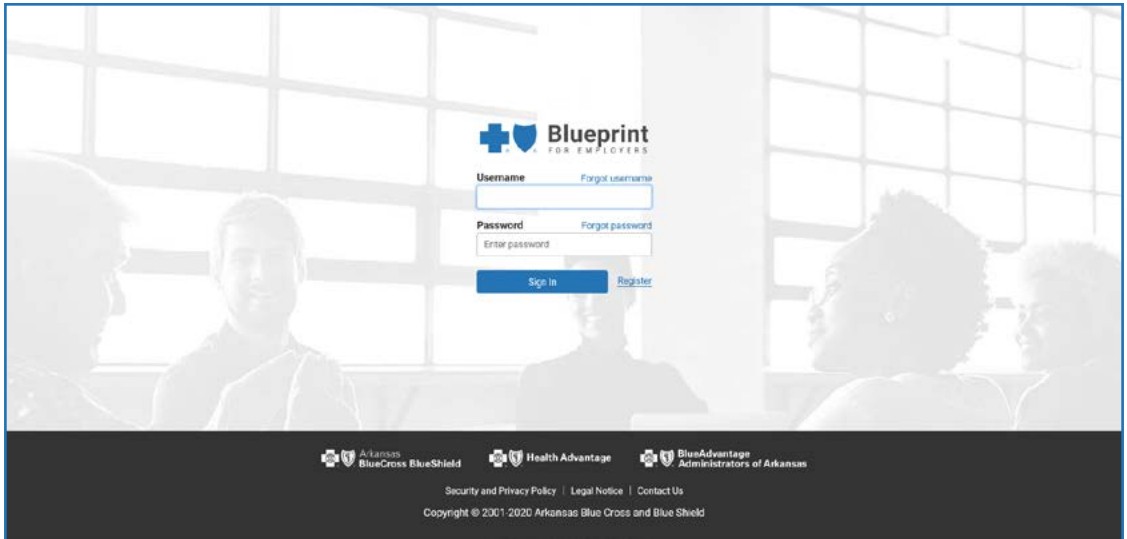 Blueprint
FOR EMPLOYERS
Username Forgot username
Password Forgot password
Enter password
Sign In Register
Arkansas
BlueCross BlueShield
Health Advantage
BlueAdvantage
Administrators of Arkansas
Security and Privacy Policy | Legal Notice | Contact Us
Copyright © 2001-2020 Arkansas Blue Cross and Blue Shield